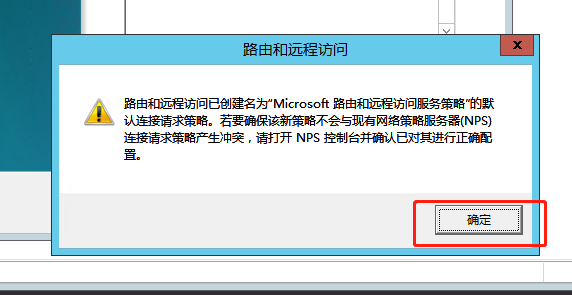 路由和远程访问
x
路由和远程访问已创建名为“Microsoft 路由和远程访问服务策略”的默
认连接请求策略。若要确保该新策略不会与现有网络策略服务器(NPS)
连接请求策略产生冲突，请打开 NPS 控制台并确认已对其进行正确配
置。
确定